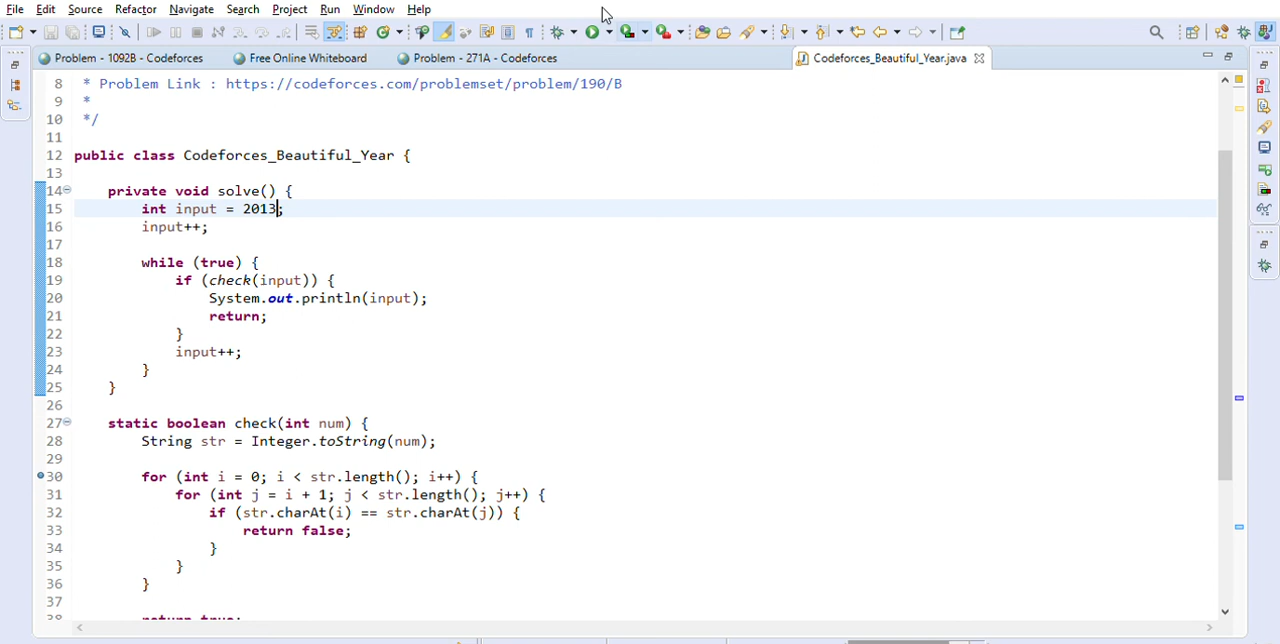 File Edit Source Refactor Navigate Search Project Run Window Help
Problem - 1092B - Codeforces Free Online Whiteboard Problem - 271A - Codeforces Codeforces_Beautiful_Year.java
8 * Problem Link : https://codeforces.com/problemset/problem/190/B
9 *
10 */
11
12 public class Codeforces_Beautiful_Year {
13
14 private void solve() {
15 int input = 2013;
16 input++;
17
18 while (true) {
19 if (check(input)) {
20 System.out.println(input);
21 return;
22 }
23 input++;
24 }
25 }
26
27 static boolean check(int num) {
28 String str = Integer.toString(num);
29
30 for (int i = 0; i < str.length(); i++) {
31 for (int j = i + 1; j < str.length(); j++) {
32 if (str.charAt(i) == str.charAt(j)) {
33 return false;
34 }
35 }
36 }
37
38 return true;